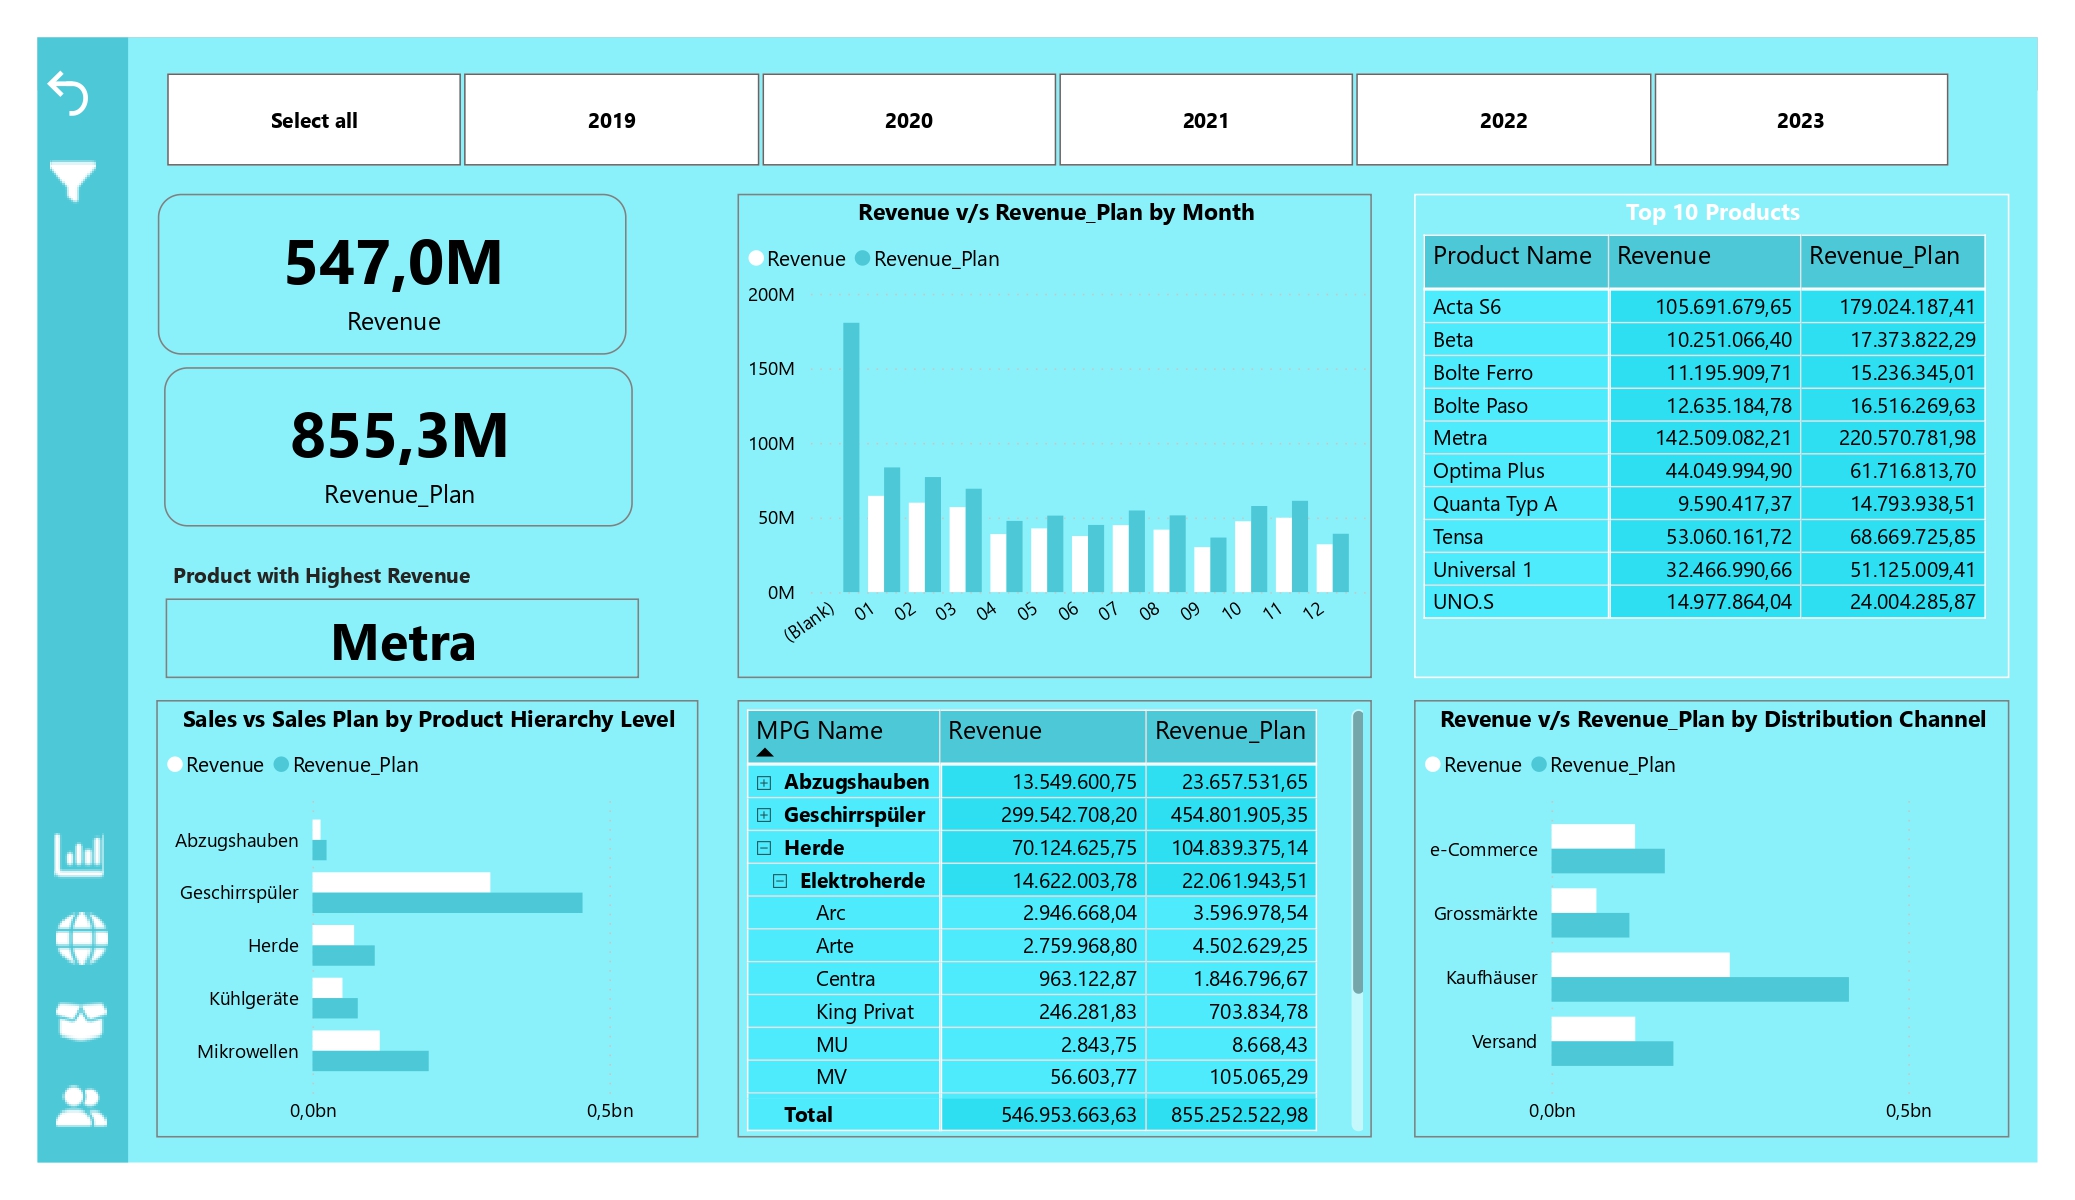 Select all 2019 2020 2021 2022 2023
547,0M
Revenue
855,3M
Revenue_Plan
Product with Highest Revenue
Metra
Revenue v/s Revenue_Plan by Month
Revenue Revenue_Plan
200M
150M
100M
50M
0M
(Blank) 01 02 03 04 05 06 07 08 09 10 11 12
Top 10 Products
Product Name Revenue Revenue_Plan
Acta S6 105.691.679,65 179.024.187,41
Beta 10.251.066,40 17.373.822,29
Bolte Ferro 11.195.909,71 15.236.345,01
Bolte Paso 12.635.184,78 16.516.269,63
Metra 142.509.082,21 220.570.781,98
Optima Plus 44.049.994,90 61.716.813,70
Quanta Typ A 9.590.417,37 14.793.938,51
Tensa 53.060.161,72 68.669.725,85
Universal 1 32.466.990,66 51.125.009,41
UNO.S 14.977.864,04 24.004.285,87
Sales vs Sales Plan by Product Hierarchy Level
Revenue Revenue_Plan
Abzugshauben
Geschirrspüler
Herde
Kühlgeräte
Mikrowellen
0,0bn 0,5bn
MPG Name Revenue Revenue_Plan
Abzugshauben 13.549.600,75 23.657.531,65
Geschirrspüler 299.542.708,20 454.801.905,35
Herde 70.124.625,75 104.839.375,14
Elektroherde 14.622.003,78 22.061.943,51
Arc 2.946.668,04 3.596.978,54
Arte 2.759.968,80 4.502.629,25
Centra 963.122,87 1.846.796,67
King Privat 246.281,83 703.834,78
MU 2.843,75 8.668,43
MV 56.603,77 105.065,29
Total 546.953.663,63 855.252.522,98
Revenue v/s Revenue_Plan by Distribution Channel
Revenue Revenue_Plan
e-Commerce
Grossmärkte
Kaufhäuser
Versand
0,0bn 0,5bn